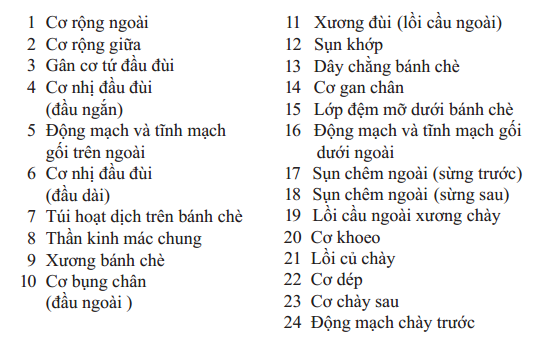 1 Cơ rộng ngoài
2 Cơ rộng giữa
3 Gân cơ tứ đầu đùi
4 Cơ nhị đầu đùi
(đầu ngắn)
5 Động mạch và tĩnh mạch
gối trên ngoài
6 Cơ nhị đầu đùi
(đầu dài)
7 Túi hoạt dịch trên bánh chè
8 Thần kinh mác chung
9 Xương bánh chè
10 Cơ bụng chân
(đầu ngoài )
11 Xương đùi (lồi cầu ngoài)
12 Sụn khớp
13 Dây chằng bánh chè
14 Cơ gan chân
15 Lớp đệm mỡ dưới bánh chè
16 Động mạch và tĩnh mạch gối
dưới ngoài
17 Sụn chêm ngoài (sừng trước)
18 Sụn chêm ngoài (sừng sau)
19 Lồi cầu ngoài xương chày
20 Cơ khoeo
21 Lồi củ chày
22 Cơ dép
23 Cơ chày sau
24 Động mạch chày trước